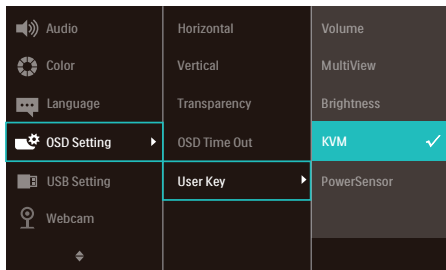 Audio
Color
Language
OSD Setting
USB Setting
Webcam
Horizontal
Vertical
Transparency
OSD Time Out
User Key
Volume
MultiView
Brightness
KVM
PowerSensor